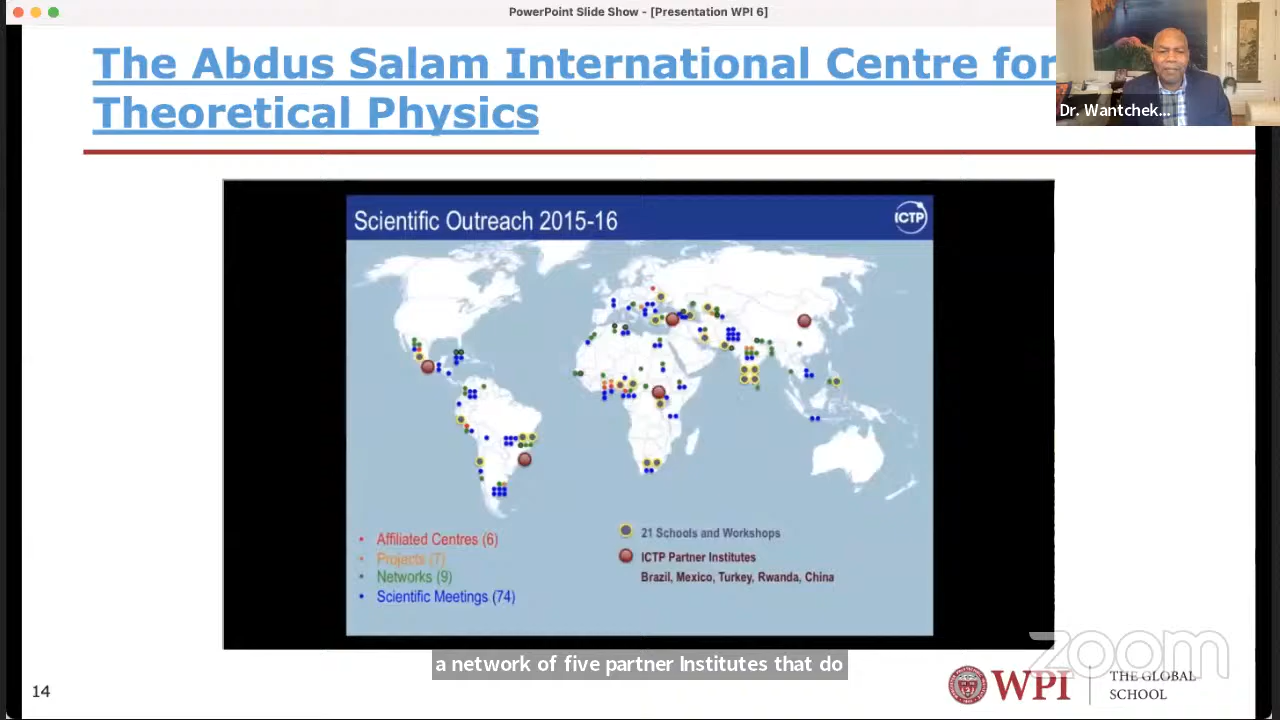 PowerPoint Slide Show - [Presentation WPI 6]
The Abdus Salam International Centre for
Theoretical Physics
Dr. Wantchek...
Scientific Outreach 2015-16
ICTP
Affiliated Centres (6)
Projects (7)
Networks (9)
Scientific Meetings (74)
21 Schools and Workshops
ICTP Partner Institutes
Brazil, Mexico, Turkey, Rwanda, China
a network of five partner Institutes that do
zoom
14
WPI
THE GLOBAL
SCHOOL